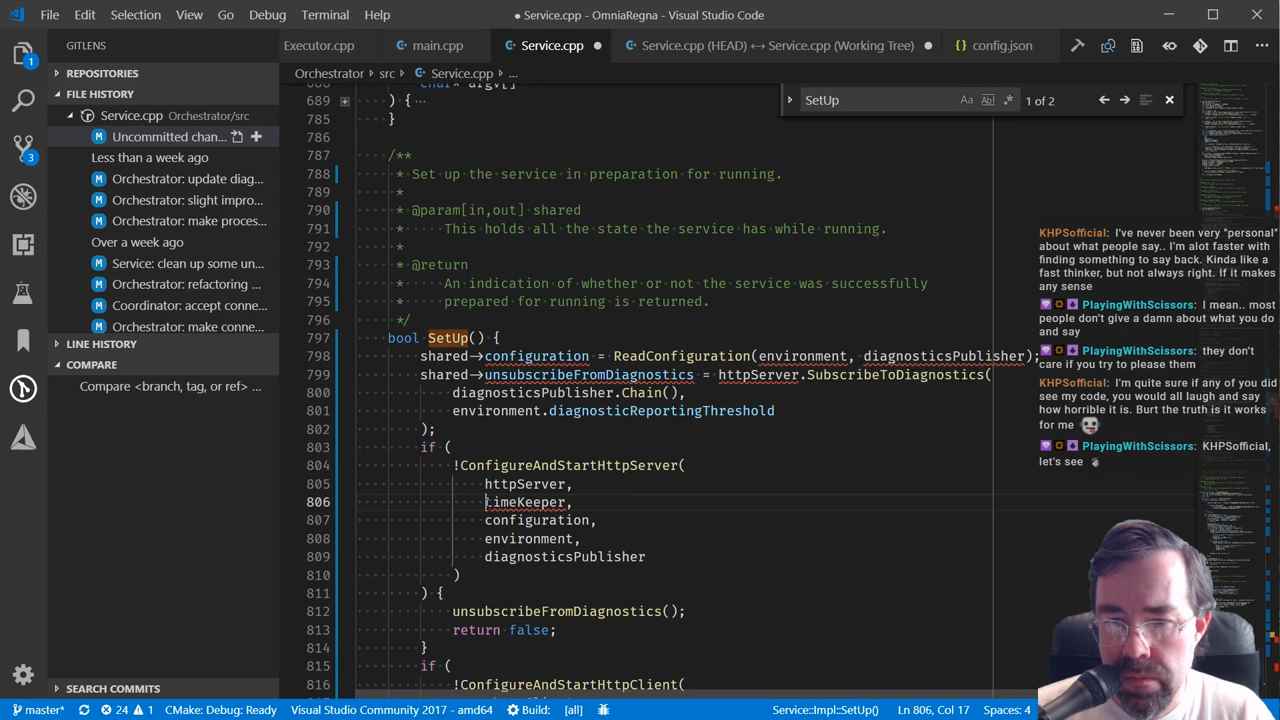 File Edit Selection View Go Debug Terminal Help
● Service.cpp - OmniaRegna - Visual Studio Code
GITLENS
Executor.cpp
main.cpp
Service.cpp ●
Service.cpp (HEAD) ↔ Service.cpp (Working Tree) ●
config.json
REPOSITORIES
FILE HISTORY
Service.cpp Orchestrator/src
M Uncommitted chan...
Less than a week ago
M Orchestrator: update diag...
M Orchestrator: slight impro...
M Orchestrator: make proces...
Over a week ago
M Service: clean up some un...
M Orchestrator: refactoring ...
M Coordinator: accept conne...
M Orchestrator: make conne...
LINE HISTORY
COMPARE
Compare <branch, tag, or ref> ...
SEARCH COMMITS
1
3
Orchestrator > src > Service.cpp > ...
SetUp
Aa Abl .*
1 of 2
char* argv[]
689 ) { ...
785 }
786
787 /**
788 * Set up the service in preparation for running.
789 *
790 * @param[in,out] shared
791 * This holds all the state the service has while running.
792 *
793 * @return
794 * An indication of whether or not the service was successfully
795 * prepared for running is returned.
796 */
797 bool SetUp() {
798 shared->configuration = ReadConfiguration(environment, diagnosticsPublisher);
799 shared->unsubscribeFromDiagnostics = httpServer.SubscribeToDiagnostics(
800 diagnosticsPublisher.Chain(),
801 environment.diagnosticReportingThreshold
802 );
803 if (
804 !ConfigureAndStartHttpServer(
805 httpServer,
806 timeKeeper,
807 configuration,
808 environment,
809 diagnosticsPublisher
810 )
811 ) {
812 unsubscribeFromDiagnostics();
813 return false;
814 }
815 if (
816 !ConfigureAndStartHttpClient(
KHPSofficial: I've never been very "personal"
about what people say.. I'm alot faster with
finding something to say back. Kinda like a
fast thinker, but not always right. If it makes
any sense
PlayingWithScissors: I mean.. most
people don't give a damn about what you do
and say
PlayingWithScissors: they don't
care if you try to please them
KHPSofficial: I'm quite sure if any of you did
see my code, you would all laugh and say
how horrible it is. Burt the truth is it works
for me
PlayingWithScissors: KHPSofficial,
let's see
master* 24 1 CMake: Debug: Ready Visual Studio Community 2017 - amd64 Build: [all] Service::Impl::SetUp() Ln 806, Col 17 Spaces: 4